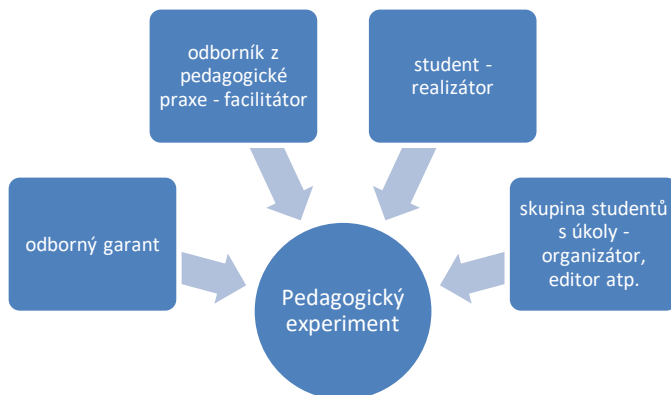 odborník z
pedagogické
praxe - facilitátor
student -
realizátor
odborný garant
skupina studentů
s úkoly -
organizátor,
editor atp.
Pedagogický
experiment